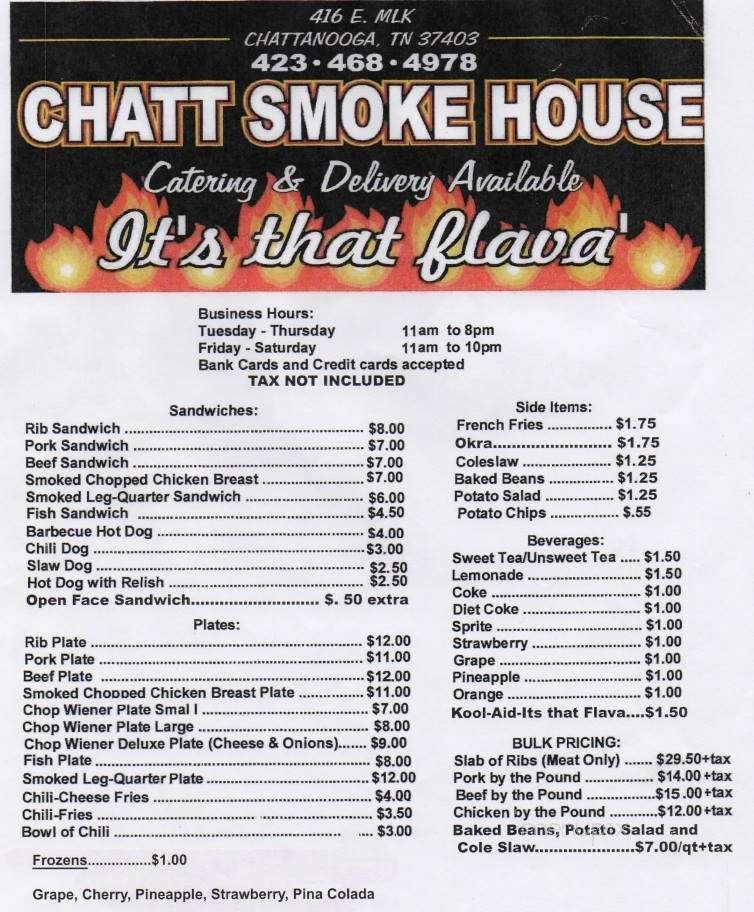 416 E. MLK
CHATTANOOGA, TN 37403
423 • 468 • 4978
CHATT SMOKE HOUSE
Catering & Delivery Available
It's that flava'
Business Hours:
Tuesday - Thursday 11am to 8pm
Friday - Saturday 11am to 10pm
Bank Cards and Credit cards accepted
TAX NOT INCLUDED
Sandwiches:
Rib Sandwich ........ $8.00
Pork Sandwich ........ $7.00
Beef Sandwich ........ $7.00
Smoked Chopped Chicken Breast ........ $7.00
Smoked Leg-Quarter Sandwich ........ $6.00
Fish Sandwich ........ $4.50
Barbecue Hot Dog ........ $4.00
Chili Dog ........ $3.00
Slaw Dog ........ $2.50
Hot Dog with Relish ........ $2.50
Open Face Sandwich........ $. 50 extra
Plates:
Rib Plate ........ $12.00
Pork Plate ........ $11.00
Beef Plate ........ $12.00
Smoked Chopped Chicken Breast Plate ........ $11.00
Chop Wiener Plate Smal l ........ $7.00
Chop Wiener Plate Large ........ $8.00
Chop Wiener Deluxe Plate (Cheese & Onions)....... $9.00
Fish Plate ........ $8.00
Smoked Leg-Quarter Plate ........ $12.00
Chili-Cheese Fries ........ $4.00
Chili-Fries ........ $3.50
Bowl of Chili ........ $3.00
Frozens..............$1.00
Grape, Cherry, Pineapple, Strawberry, Pina Colada
Side Items:
French Fries ........ $1.75
Okra........ $1.75
Coleslaw ........ $1.25
Baked Beans ........ $1.25
Potato Salad ........ $1.25
Potato Chips ........ $.55
Beverages:
Sweet Tea/Unsweet Tea ..... $1.50
Lemonade ........ $1.50
Coke ........ $1.00
Diet Coke ........ $1.00
Sprite ........ $1.00
Strawberry ........ $1.00
Grape ........ $1.00
Pineapple ........ $1.00
Orange ........ $1.00
Kool-Aid-Its that Flava....$1.50
BULK PRICING:
Slab of Ribs (Meat Only) ....... $29.50+tax
Pork by the Pound ........ $14.00 +tax
Beef by the Pound ........$15 .00 +tax
Chicken by the Pound ........$12.00 +tax
Baked Beans, Potato Salad and
Cole Slaw........$7.00/qt+tax